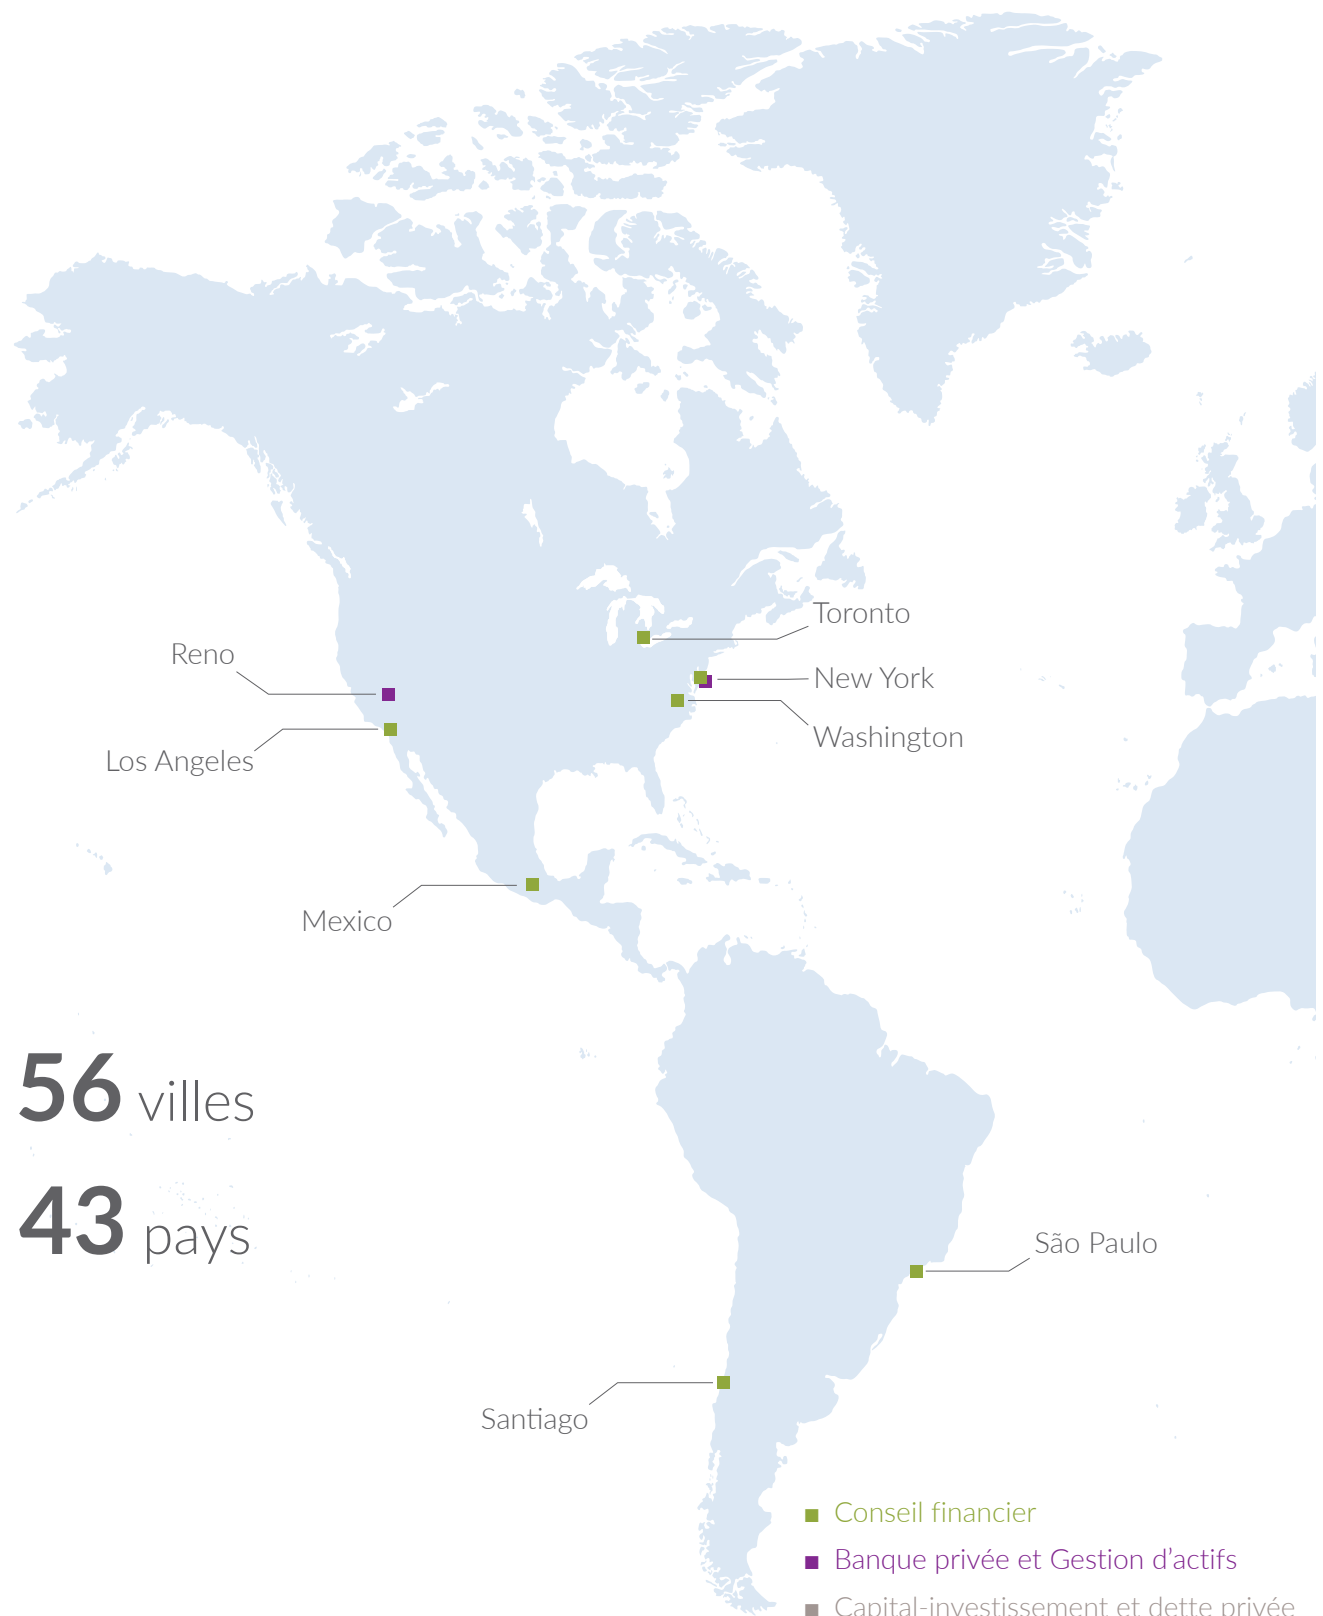 Toronto
Reno
New York
Washington
Los Angeles
Mexico
56 villes
43 pays
São Paulo
Santiago
Conseil financier
Banque privée et Gestion d’actifs
Capital-investissement et dette privée